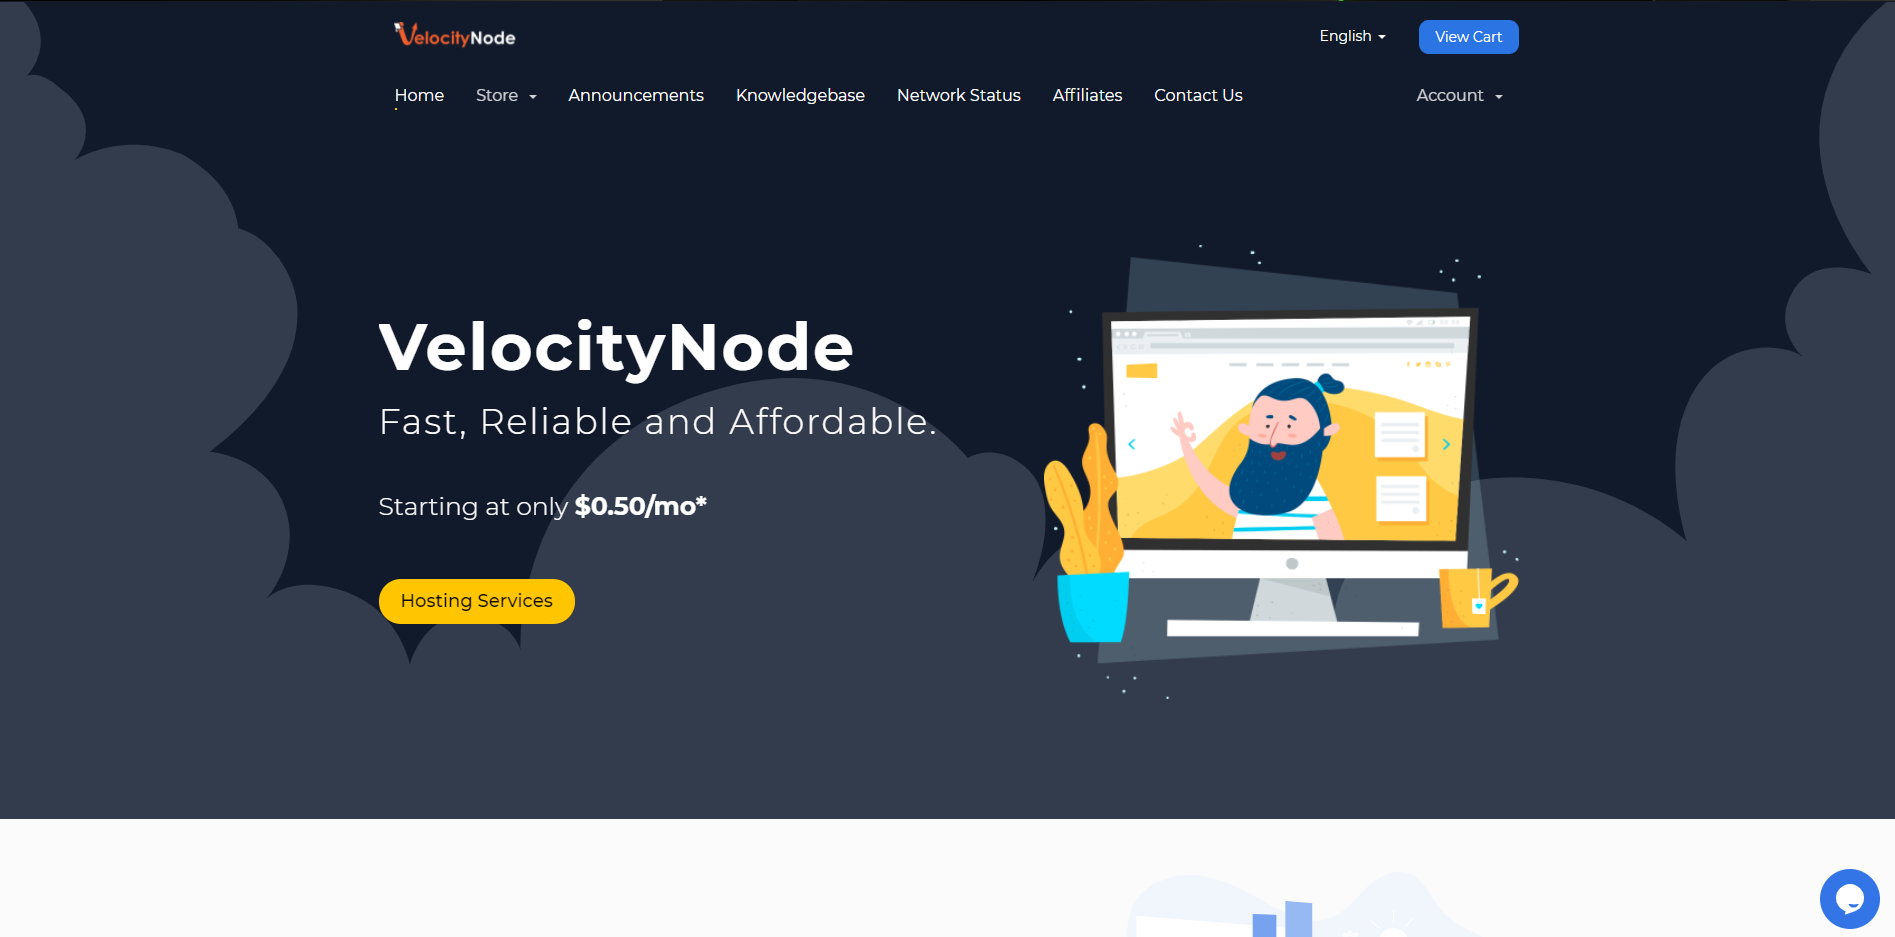 VelocityNode
English
View Cart
Home
Store
Announcements
Knowledgebase
Network Status
Affiliates
Contact Us
Account
VelocityNode
Fast, Reliable and Affordable.
Starting at only $0.50/mo*
Hosting Services